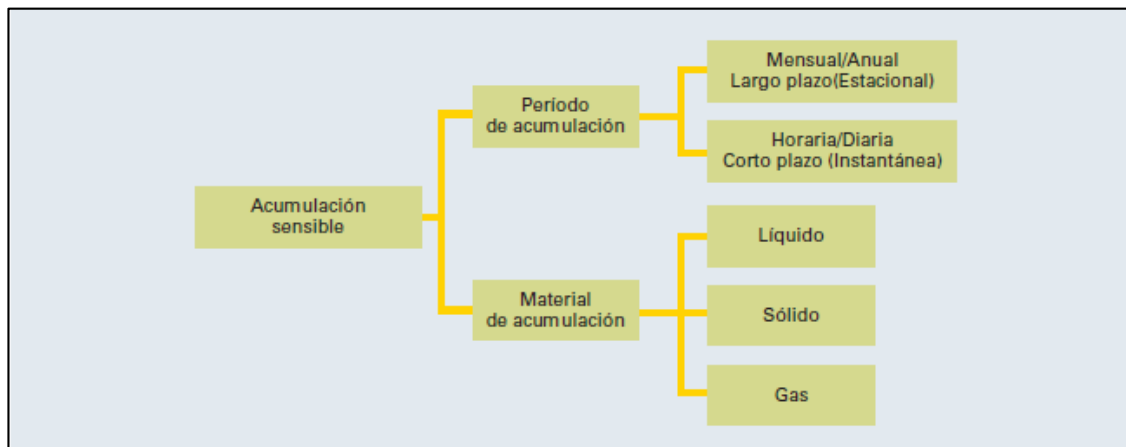 Mensual/Anual
Largo plazo(Estacional)
Período
de acumulación
Horaria/Diaria
Corto plazo (Instantánea)
Acumulación
sensible
Líquido
Material
de acumulación
Sólido
Gas